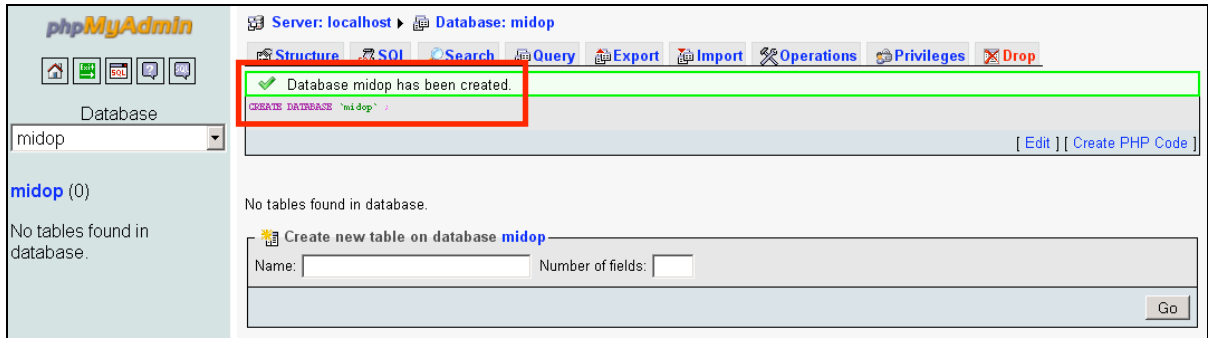 phpMyAdmin
Exit
SQL
Database
midop
midop (0)
No tables found in
database.
Server: localhost Database: midop
Structure SQL Search Query Export Import Operations Privileges Drop
Database midop has been created.
CREATE DATABASE `midop` ;
[ Edit ] [ Create PHP Code ]
No tables found in database.
Create new table on database midop
Name: Number of fields:
Go